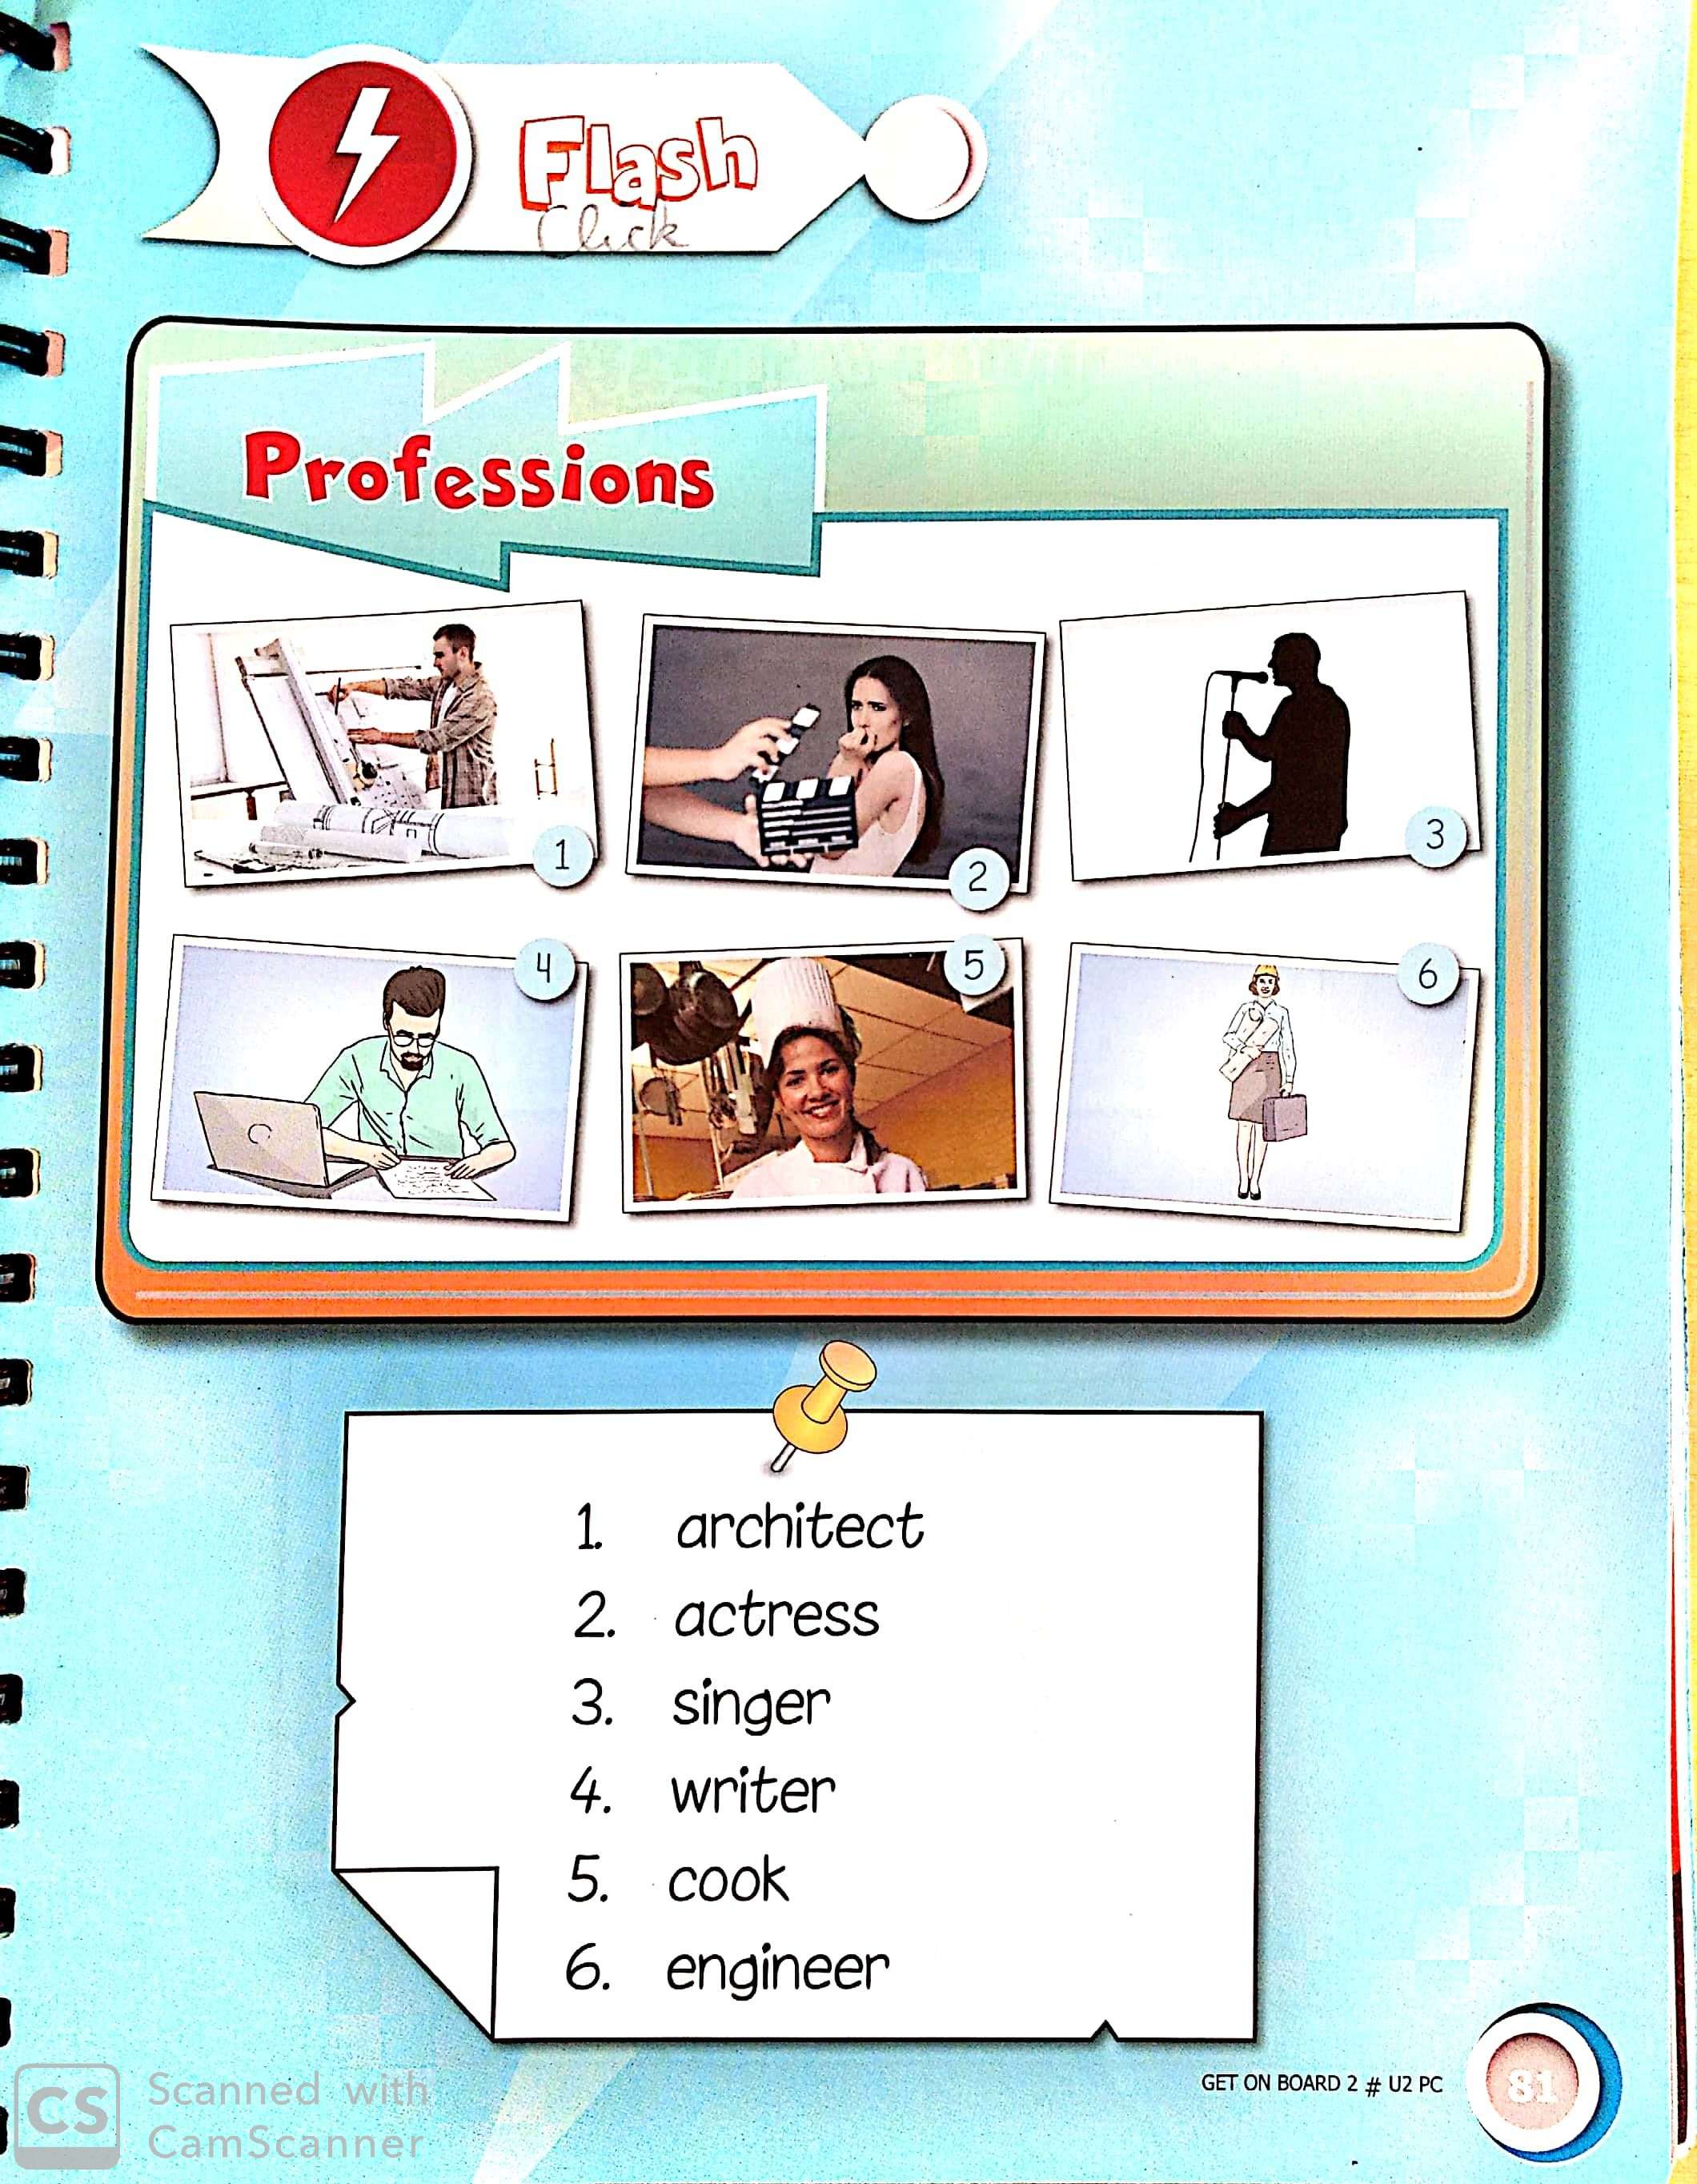 Flash
Click
Professions
1
2
3
4
5
6
1. architect
2. actress
3. singer
4. writer
5. cook
6. engineer
GET ON BOARD 2 # U2 PC
81
CS
Scanned with
CamScanner